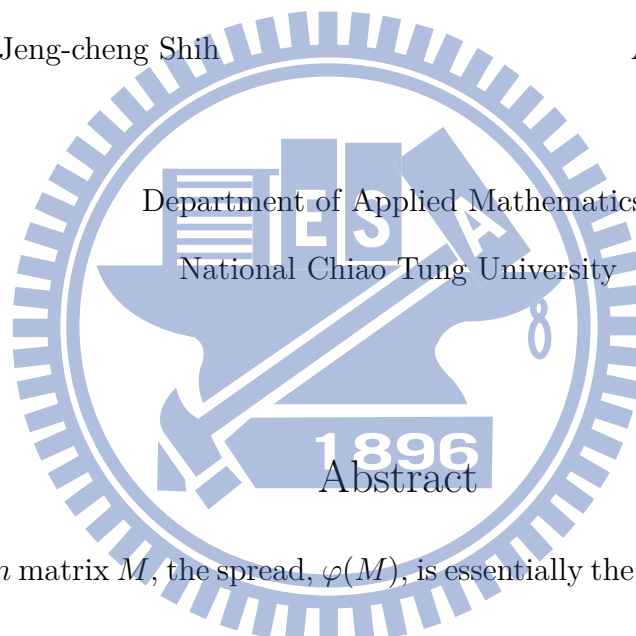 Jeng-cheng Shih
E S A
Department of Applied Mathematics
National Chiao Tung University
1896
Abstract
matrix M, the spread, φ(M), is essentially the